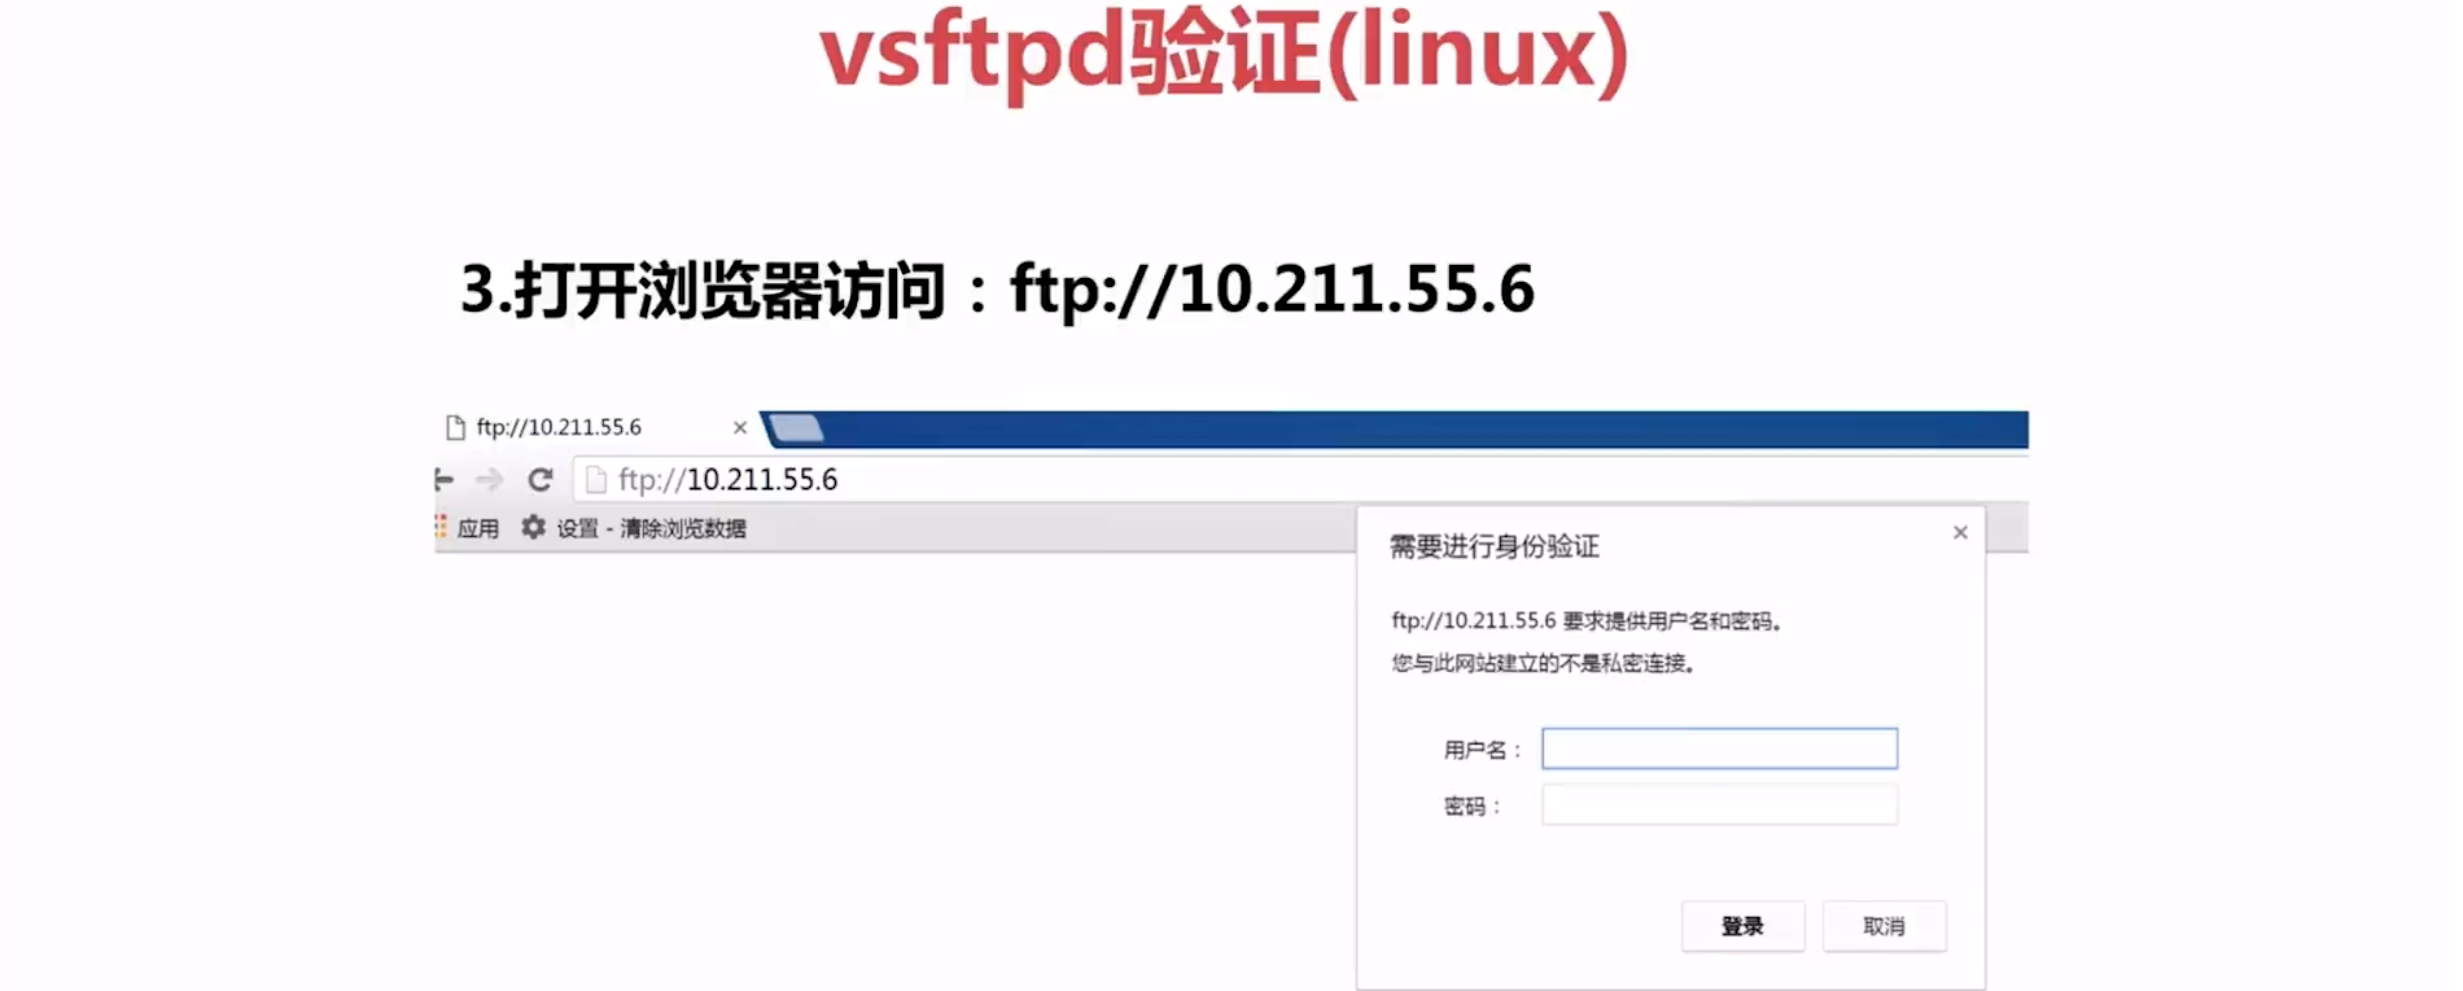 vsftpd验证(linux)
3.打开浏览器访问：ftp://10.211.55.6
ftp://10.211.55.6
ftp://10.211.55.6
应用 设置 - 清除浏览数据
需要进行身份验证
ftp://10.211.55.6 要求提供用户名和密码。
您与此网站建立的不是私密连接。
用户名：
密码：
登录 取消